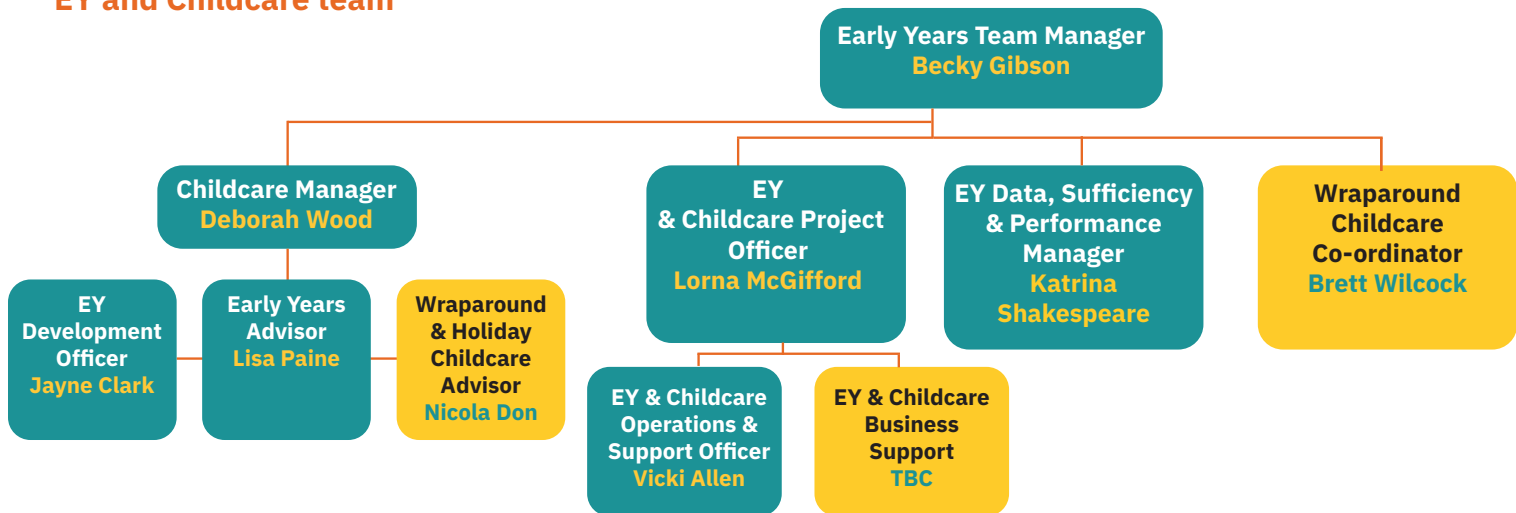 EY and Childcare team
Early Years Team Manager
Becky Gibson
Childcare Manager
Deborah Wood
EY
& Childcare Project
Officer
Lorna McGifford
EY Data, Sufficiency
& Performance
Manager
Katrina
Shakespeare
Wraparound
Childcare
Co-ordinator
Brett Wilcock
EY
Development
Officer
Jayne Clark
Early Years
Advisor
Lisa Paine
Wraparound
& Holiday
Childcare
Advisor
Nicola Don
EY & Childcare
Operations &
Support Officer
Vicki Allen
EY & Childcare
Business
Support
TBC